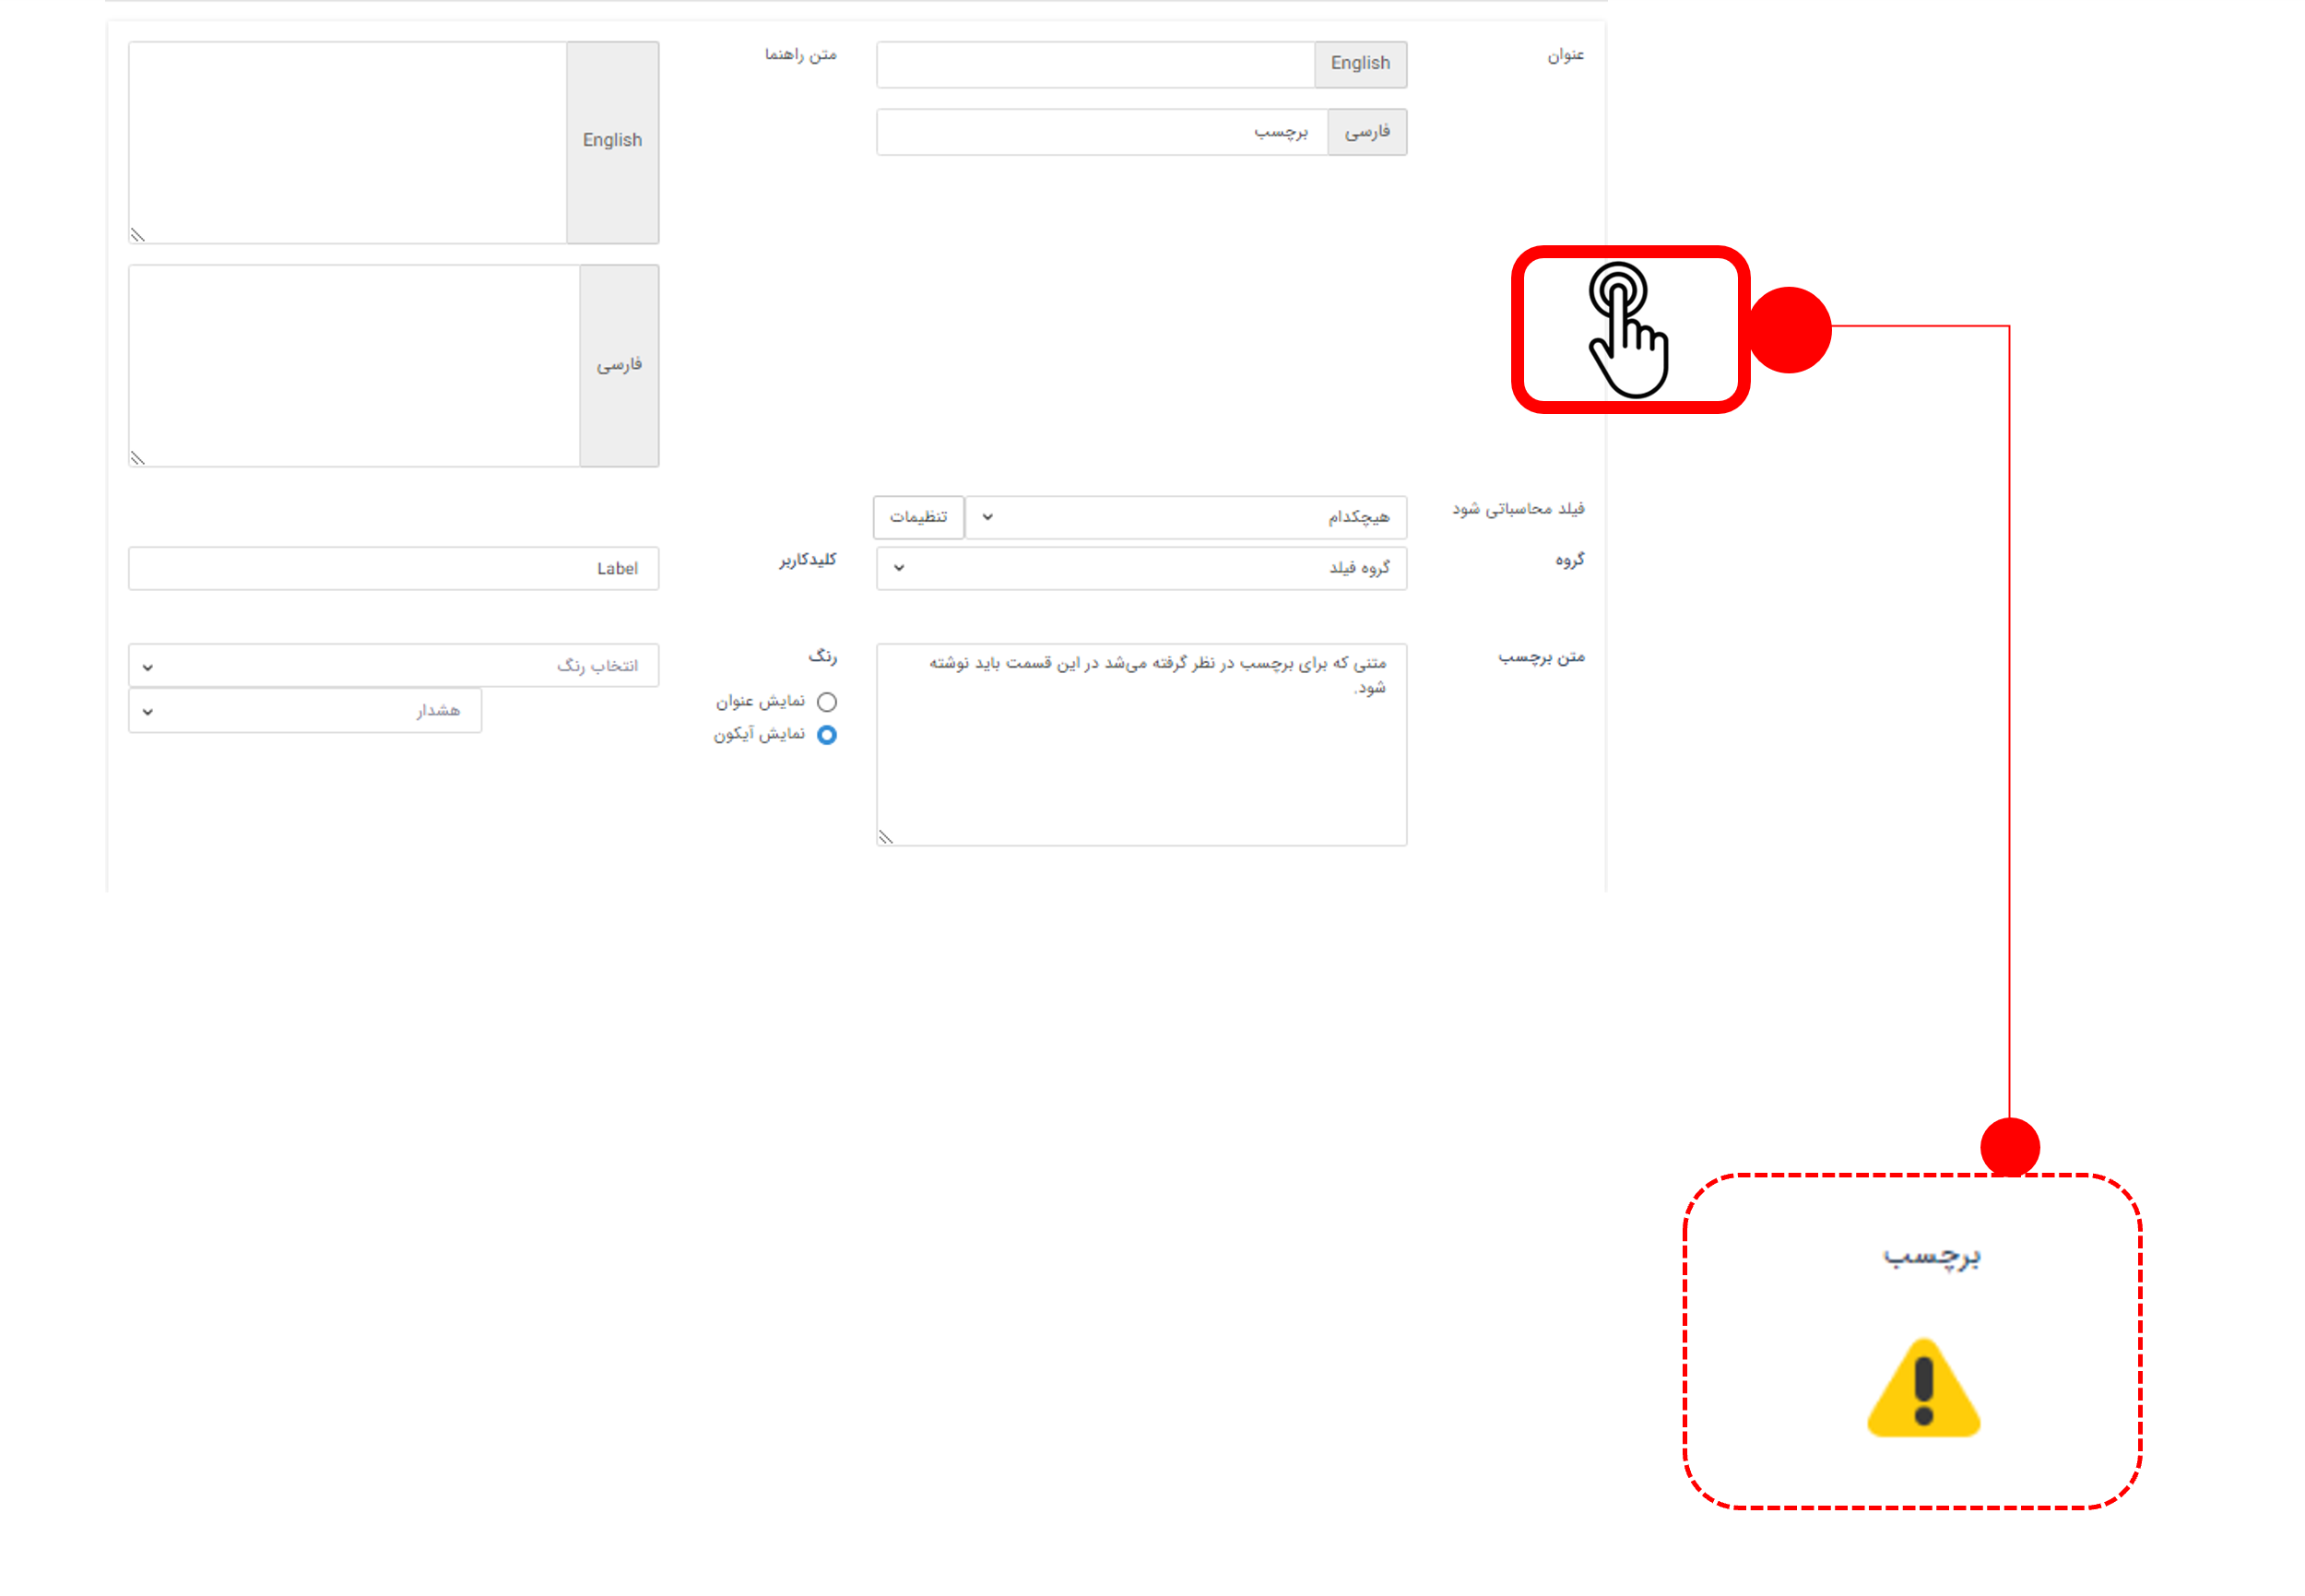 عنوان
English
فارسی
برچسب
متن راهنما
English
فارسی
فیلد محاسباتی شود
هیچکدام
تنظیمات
گروه
گروه فیلد
کلیدکاربر
Label
متن برچسب
متنی که برای برچسب در نظر گرفته می‌شد در این قسمت باید نوشته
شود.
رنگ
انتخاب رنگ
نمایش عنوان
هشدار
نمایش آیکون
برچسب